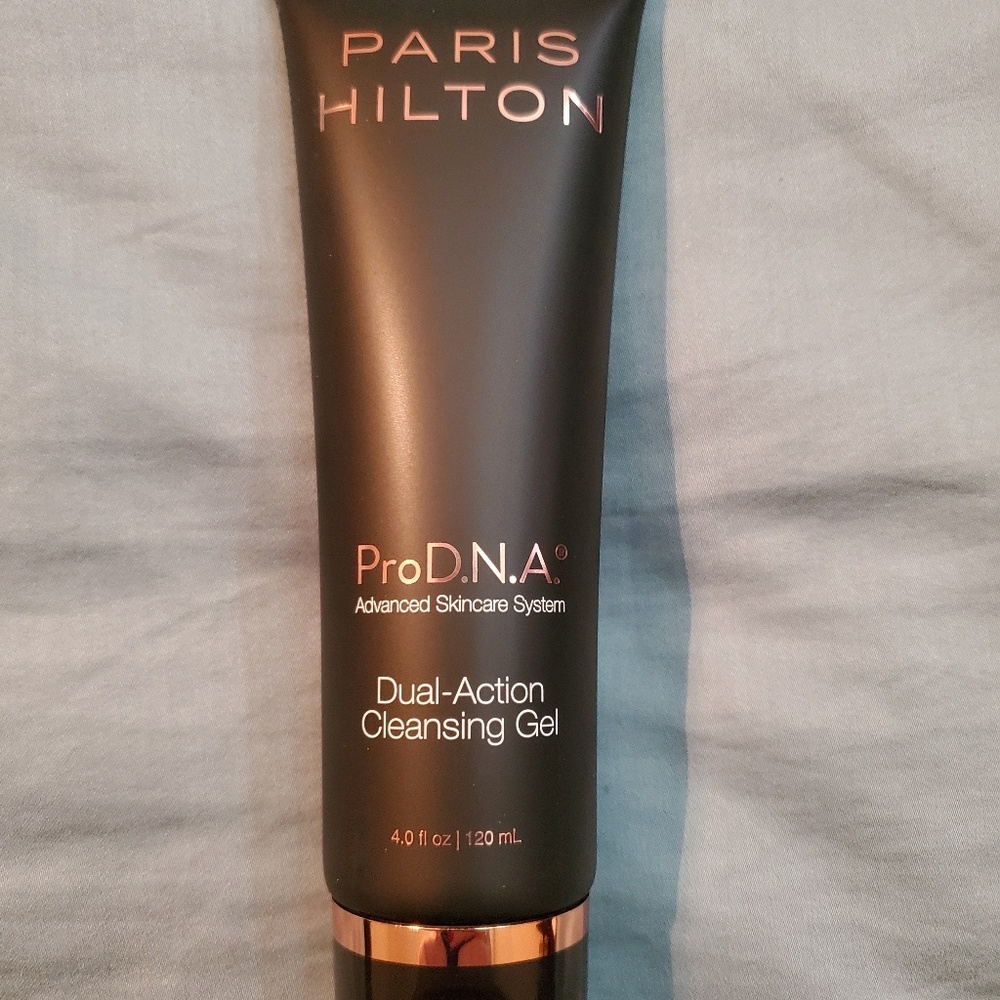 PARIS
HILTON
ProD.N.A.®
Advanced Skincare System
Dual-Action
Cleansing Gel
4.0 fl oz | 120 mL